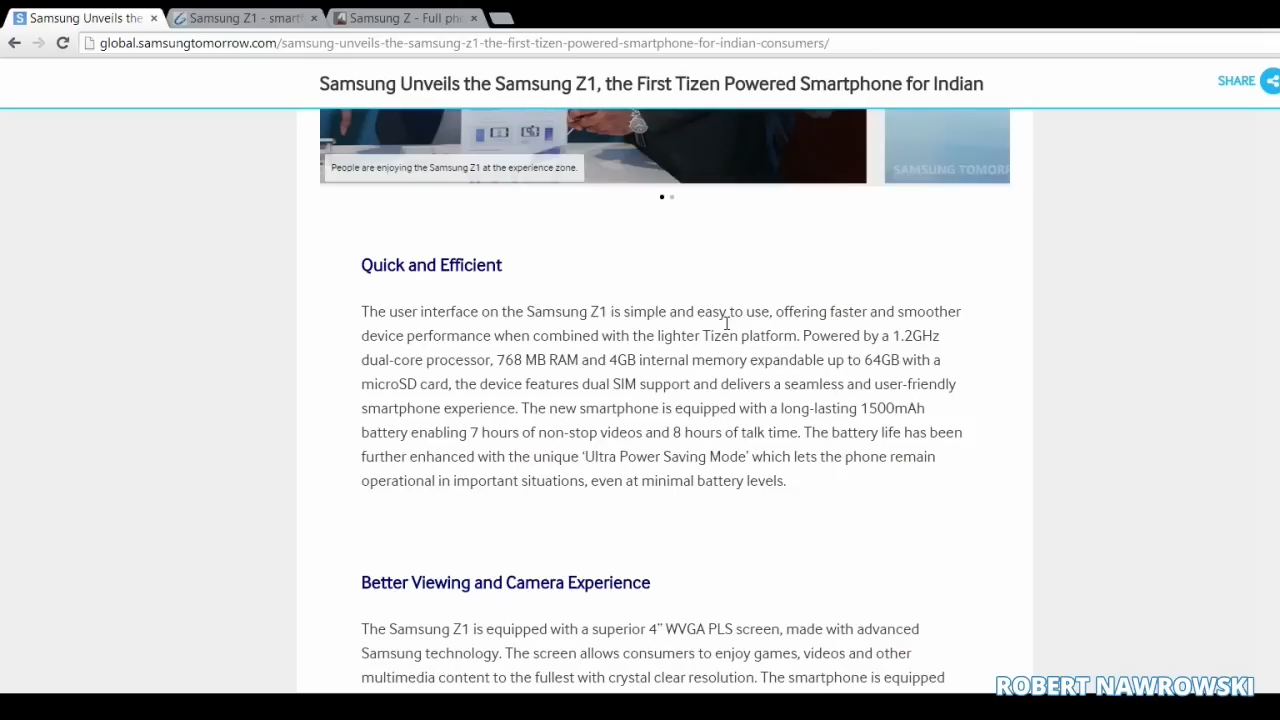 Samsung Unveils the
Samsung Z1 - smartf
Samsung Z - Full ph
global.samsungtomorrow.com/samsung-unveils-the-samsung-z1-the-first-tizen-powered-smartphone-for-indian-consumers/
Samsung Unveils the Samsung Z1, the First Tizen Powered Smartphone for Indian
SHARE
People are enjoying the Samsung Z1 at the experience zone.
SAMSUNG TOMOR
Quick and Efficient
The user interface on the Samsung Z1 is simple and easy to use, offering faster and smoother
device performance when combined with the lighter Tizen platform. Powered by a 1.2GHz
dual-core processor, 768 MB RAM and 4GB internal memory expandable up to 64GB with a
microSD card, the device features dual SIM support and delivers a seamless and user-friendly
smartphone experience. The new smartphone is equipped with a long-lasting 1500mAh
battery enabling 7 hours of non-stop videos and 8 hours of talk time. The battery life has been
further enhanced with the unique ‘Ultra Power Saving Mode’ which lets the phone remain
operational in important situations, even at minimal battery levels.
Better Viewing and Camera Experience
The Samsung Z1 is equipped with a superior 4” WVGA PLS screen, made with advanced
Samsung technology. The screen allows consumers to enjoy games, videos and other
multimedia content to the fullest with crystal clear resolution. The smartphone is equipped
ROBERT NAWROWSKI